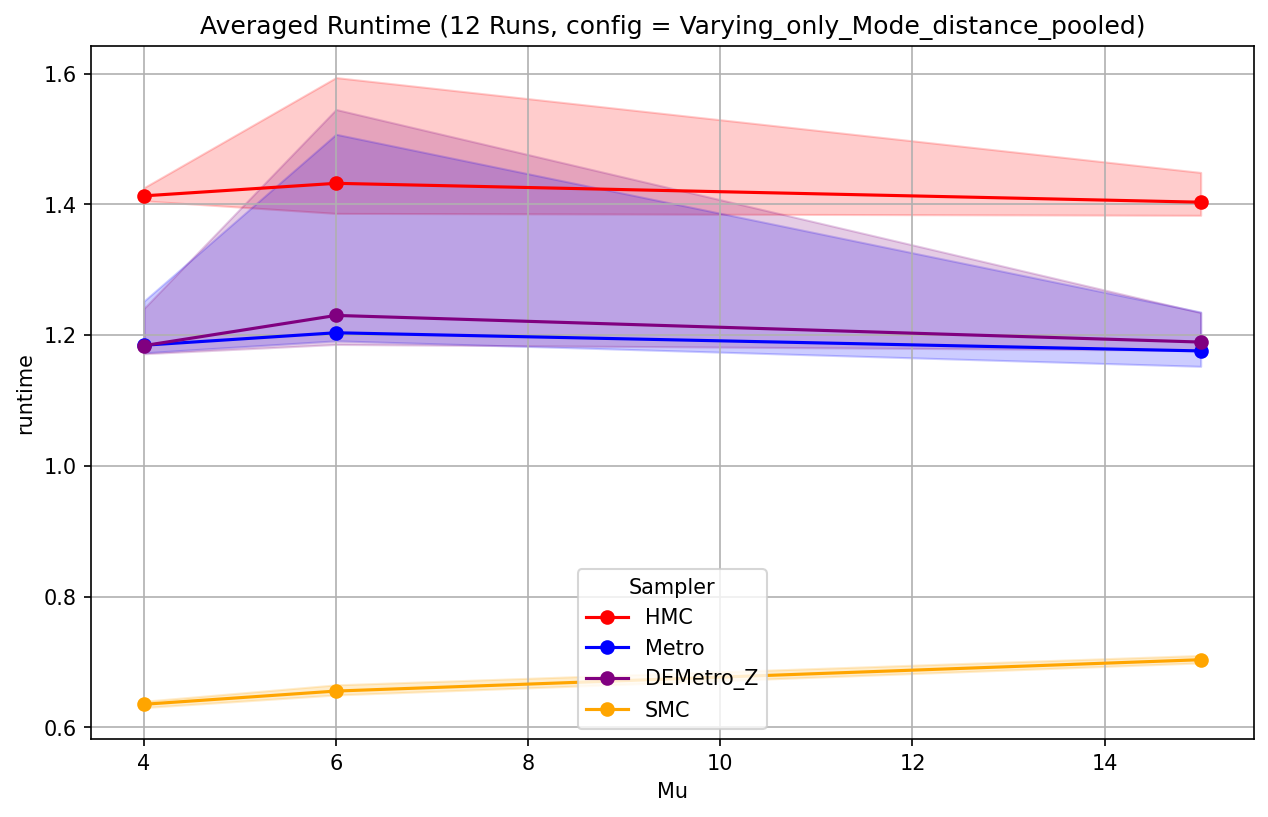 Averaged Runtime (12 Runs, config = Varying_only_Mode_distance_pooled)
1.6
1.4
1.2
1.0
0.8
0.6
runtime
Sampler
HMC
Metro
DEMetro_Z
SMC
4
6
8
10
12
14
Mu